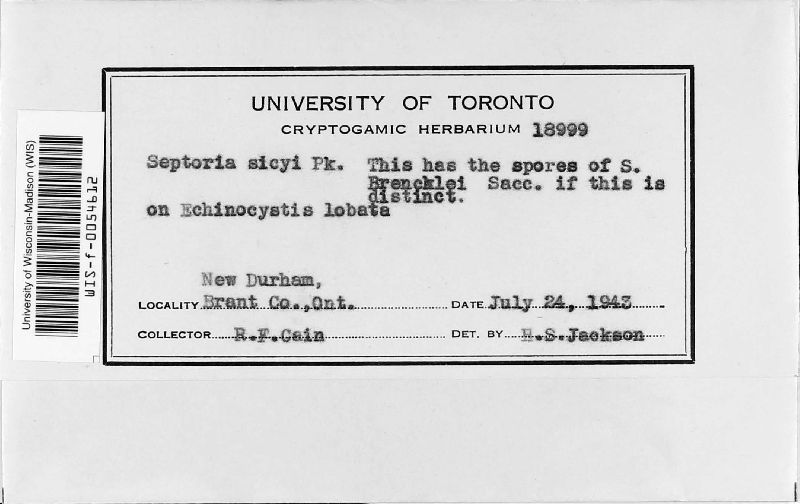 UNIVERSITY OF TORONTO
CRYPTOGAMIC HERBARIUM 18999
Septoria sicyi Pk. This has the spores of S.
Brencklei Sacc. if this is
distinct.
on Echinocystis lobata
New Durham,
LOCALITY Brant Co., Ont. DATE July 24, 1943
COLLECTOR R.F.Cain DET. BY H.S.Jackson
University of Wisconsin-Madison (WIS)
WIS-f-0054612